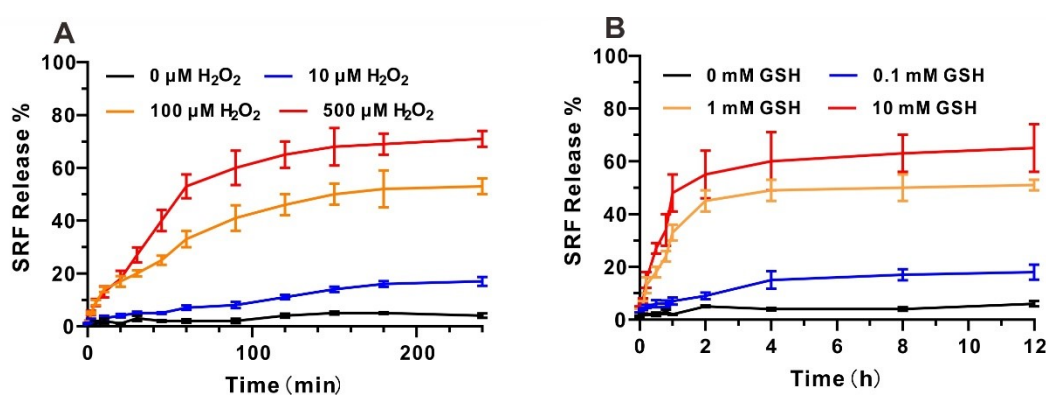 A
SRF Release %
100
80
60
40
20
0
0 μM H₂O₂
10 μM H₂O₂
100 μM H₂O₂
500 μM H₂O₂
0
100
200
Time (min)
B
SRF Release %
100
80
60
40
20
0
0 mM GSH
0.1 mM GSH
1 mM GSH
10 mM GSH
0
2
4
6
8
10
12
Time (h)